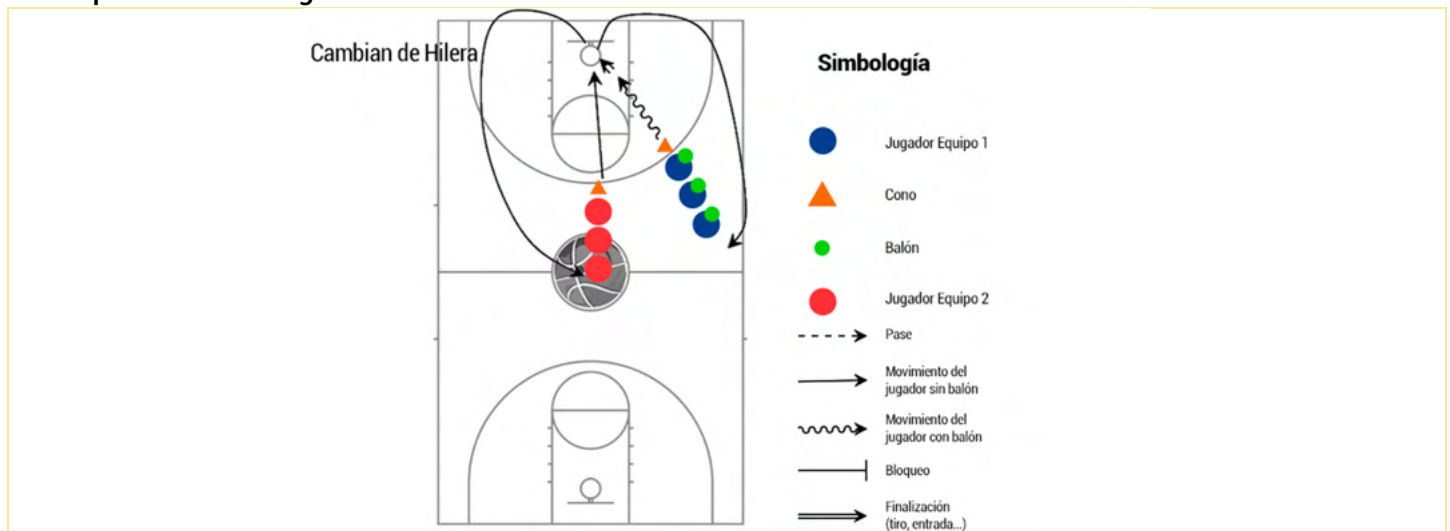 Cambian de Hilera
Simbología
Jugador Equipo 1
Cono
Balón
Jugador Equipo 2
Pase
Movimiento del
jugador sin balón
Movimiento del
jugador con balón
Bloqueo
Finalización
(tiro, entrada...)